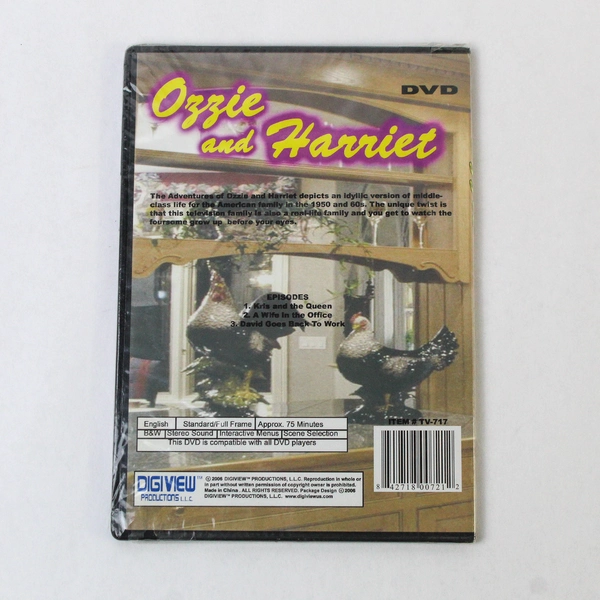 Ozzie
and Harriet
DVD
The Adventures of Ozzie and Harriet depicts an idyllic version of middle-
class life for the American family in the 1950 and 60s. The unique twist is
that this television family is also a real-life family and you get to watch the
foursome grow up before your eyes.
EPISODES
1. Kris and the Queen
2. A Wife in the Office
3. David Goes Back To Work
ITEM # TV-717
English Standard/Full Frame Approx. 75 Minutes
B&W Stereo Sound Interactive Menus Scene Selection
This DVD is compatible with all DVD players
8 42718 00721 2
DIGIVIEW™
PRODUCTIONS L.L.C.
©2006 DIGIVIEW™ PRODUCTIONS, L.L.C. Reproduction in whole or
in part without written permission of copyright owner is prohibited.
Made in China. ALL RIGHTS RESERVED. Package Design ©2006
DIGIVIEW™ PRODUCTIONS, L.L.C. www.digiviewus.com